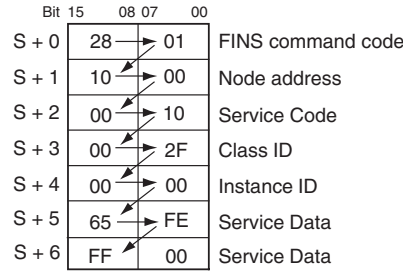 Bit 15 08 07 00
S + 0 28 01 FINS command code
S + 1 10 00 Node address
S + 2 00 10 Service Code
S + 3 00 2F Class ID
S + 4 00 00 Instance ID
S + 5 65 FE Service Data
S + 6 FF 00 Service Data